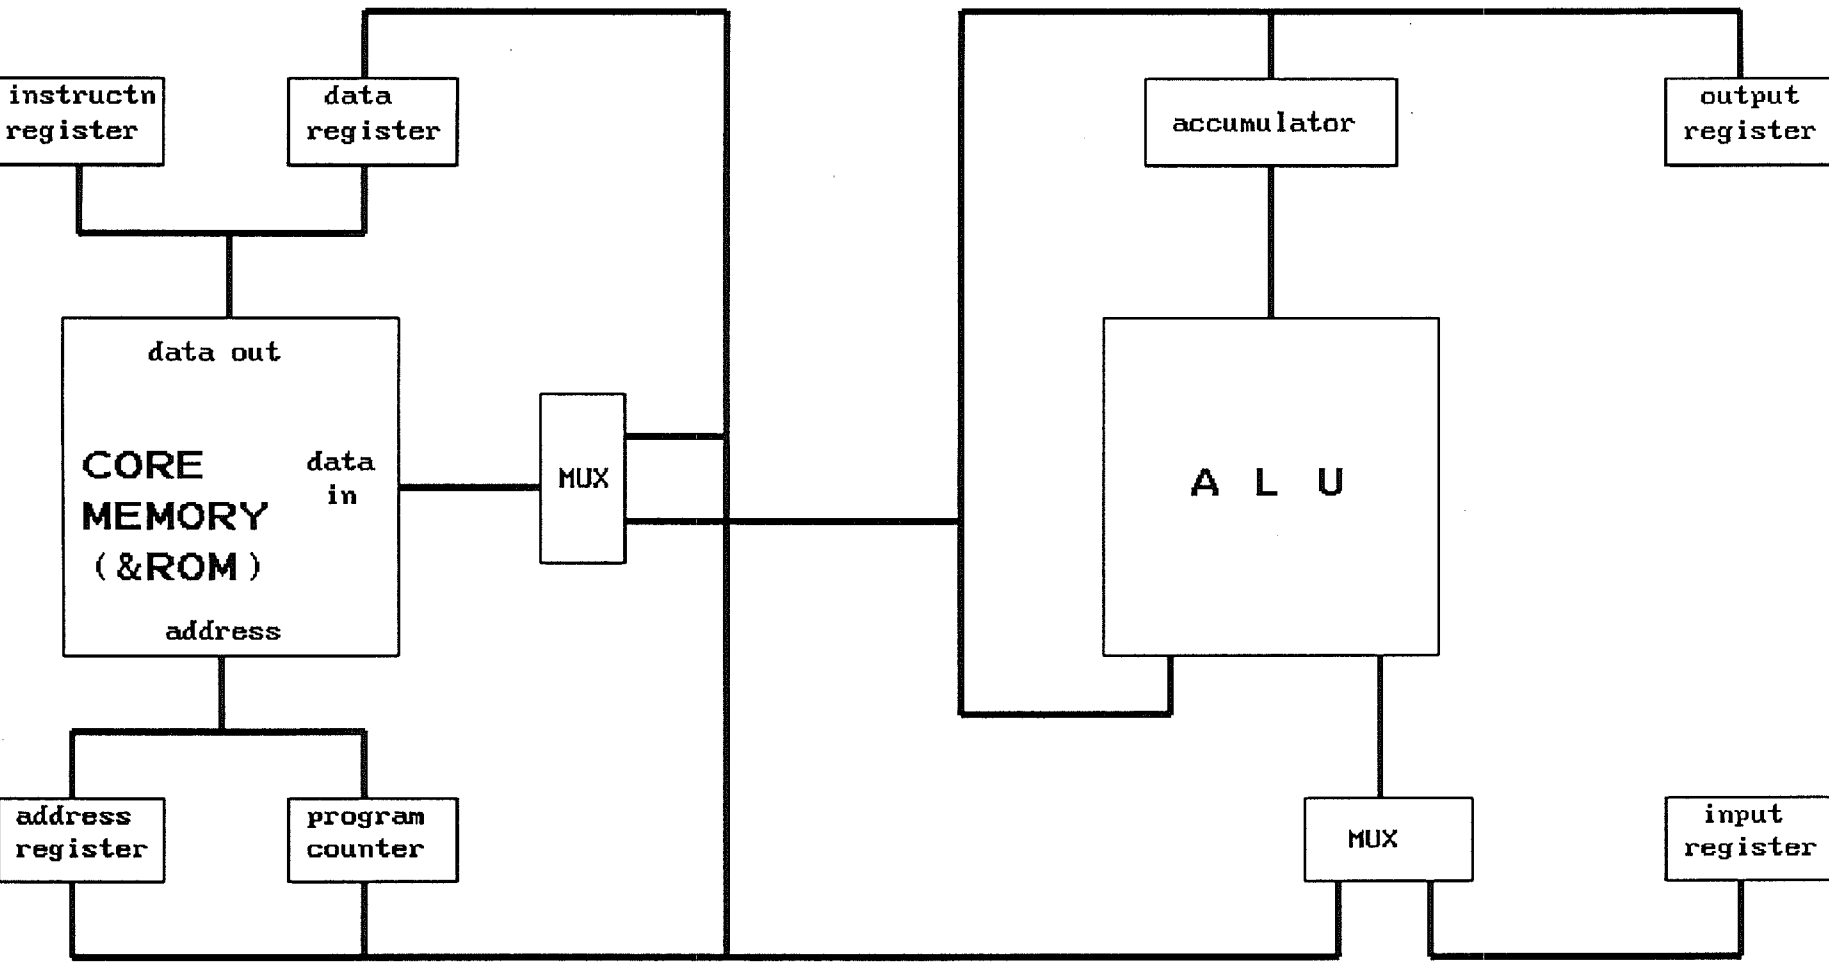 instructn
register
data
register
accumulator
output
register
data out
CORE
MEMORY
(&ROM)
data
in
MUX
A L U
address
address
register
program
counter
MUX
input
register